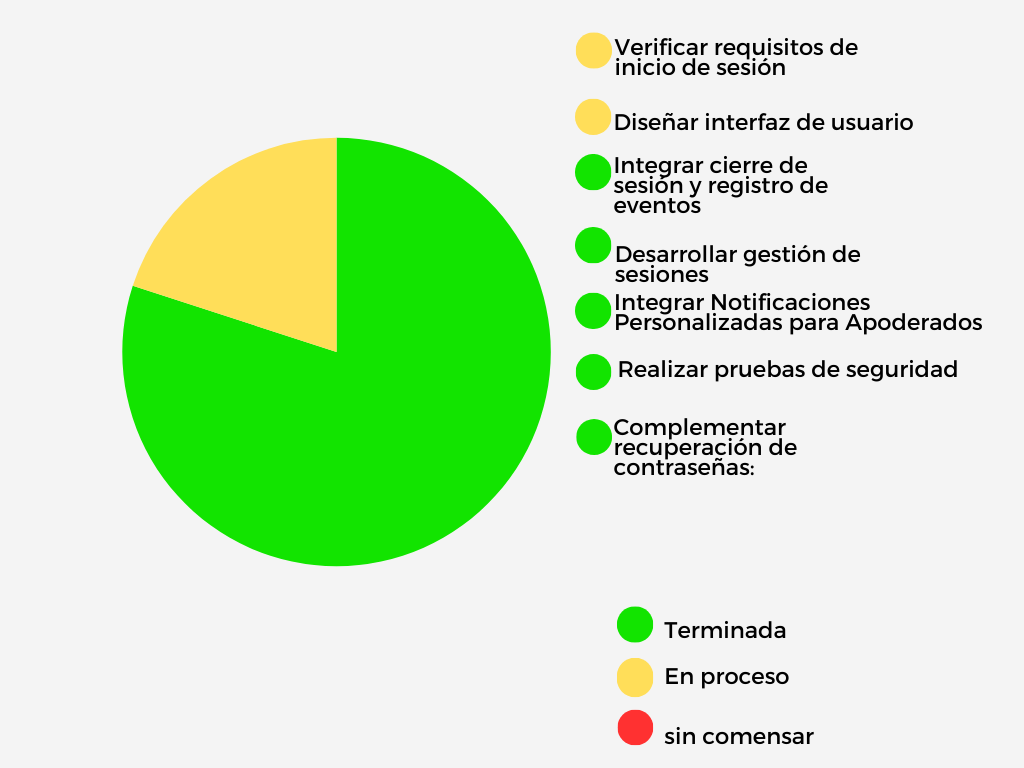 Verificar requisitos de
inicio de sesión
Diseñar interfaz de usuario
Integrar cierre de
sesión y registro de
eventos
Desarrollar gestión de
sesiones
Integrar Notificaciones
Personalizadas para Apoderados
Realizar pruebas de seguridad
Complementar
recuperación de
contraseñas:
Terminada
En proceso
sin comensar